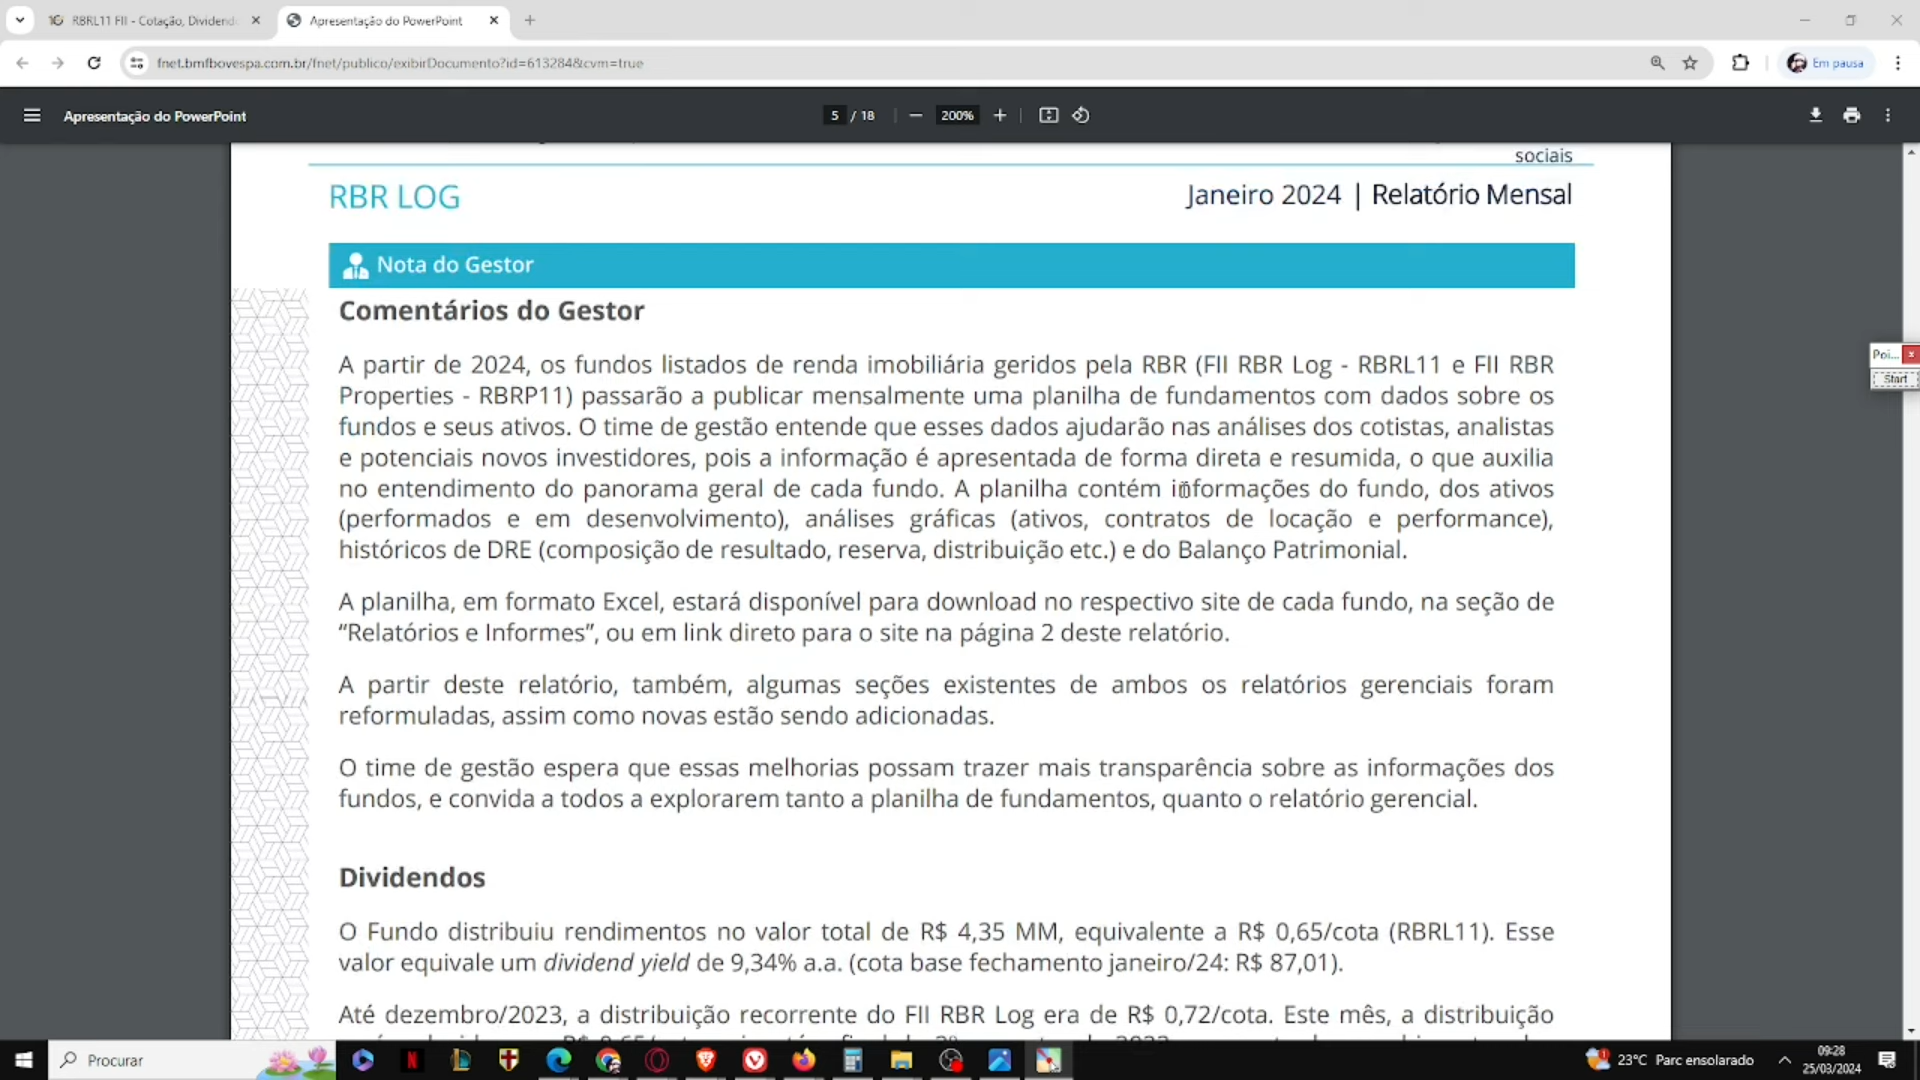 RBRL11 FII - Cotação, Dividend
Apresentação do PowerPoint
fnet.bmfbovespa.com.br/fnet/publico/exibirDocumento?id=613284&cvm=true
Em pausa
Apresentação do PowerPoint
5 / 18
200%
sociais
RBR LOG
Janeiro 2024 | Relatório Mensal
Nota do Gestor
Comentários do Gestor
A partir de 2024, os fundos listados de renda imobiliária geridos pela RBR (FII RBR Log - RBRL11 e FII RBR
Properties - RBRP11) passarão a publicar mensalmente uma planilha de fundamentos com dados sobre os
fundos e seus ativos. O time de gestão entende que esses dados ajudarão nas análises dos cotistas, analistas
e potenciais novos investidores, pois a informação é apresentada de forma direta e resumida, o que auxilia
no entendimento do panorama geral de cada fundo. A planilha contém informações do fundo, dos ativos
(performados e em desenvolvimento), análises gráficas (ativos, contratos de locação e performance),
históricos de DRE (composição de resultado, reserva, distribuição etc.) e do Balanço Patrimonial.
A planilha, em formato Excel, estará disponível para download no respectivo site de cada fundo, na seção de
“Relatórios e Informes”, ou em link direto para o site na página 2 deste relatório.
A partir deste relatório, também, algumas seções existentes de ambos os relatórios gerenciais foram
reformuladas, assim como novas estão sendo adicionadas.
O time de gestão espera que essas melhorias possam trazer mais transparência sobre as informações dos
fundos, e convida a todos a explorarem tanto a planilha de fundamentos, quanto o relatório gerencial.
Dividendos
O Fundo distribuiu rendimentos no valor total de R$ 4,35 MM, equivalente a R$ 0,65/cota (RBRL11). Esse
valor equivale um dividend yield de 9,34% a.a. (cota base fechamento janeiro/24: R$ 87,01).
Até dezembro/2023, a distribuição recorrente do FII RBR Log era de R$ 0,72/cota. Este mês, a distribuição
Poi...
Start
Procurar
23°C Parc ensolarado
09:28
25/03/2024